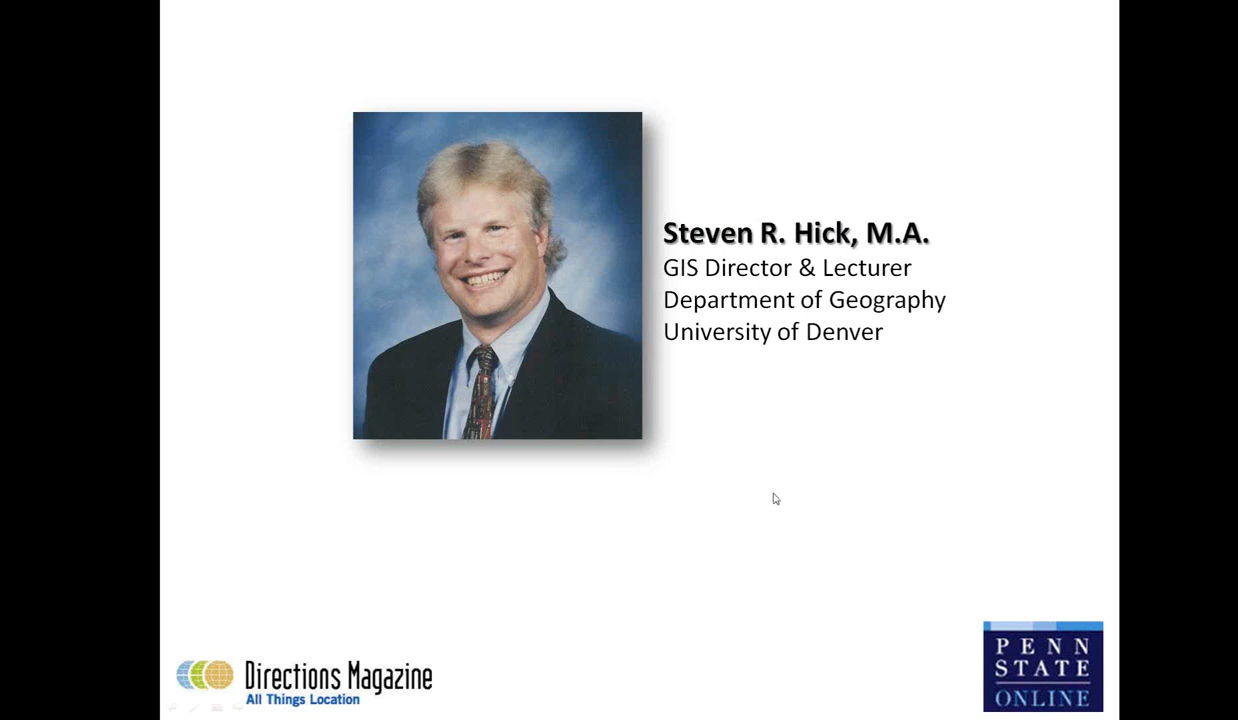 Steven R. Hick, M.A.
GIS Director & Lecturer
Department of Geography
University of Denver
Directions Magazine
All Things Location
PENN
STATE
ONLINE